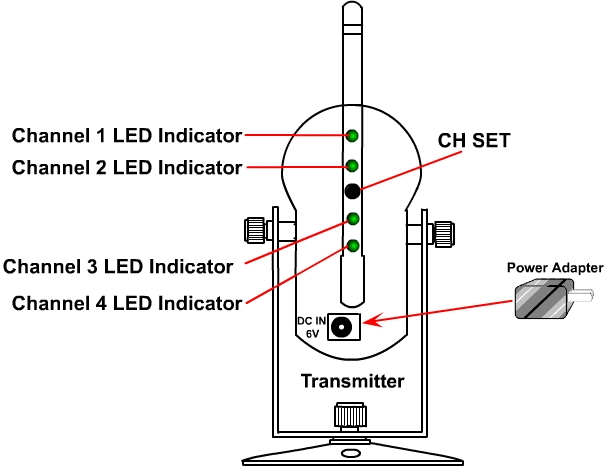 Channel 1 LED Indicator
Channel 2 LED Indicator
CH SET
Channel 3 LED Indicator
Power Adapter
Channel 4 LED Indicator
DC IN
6V
Transmitter